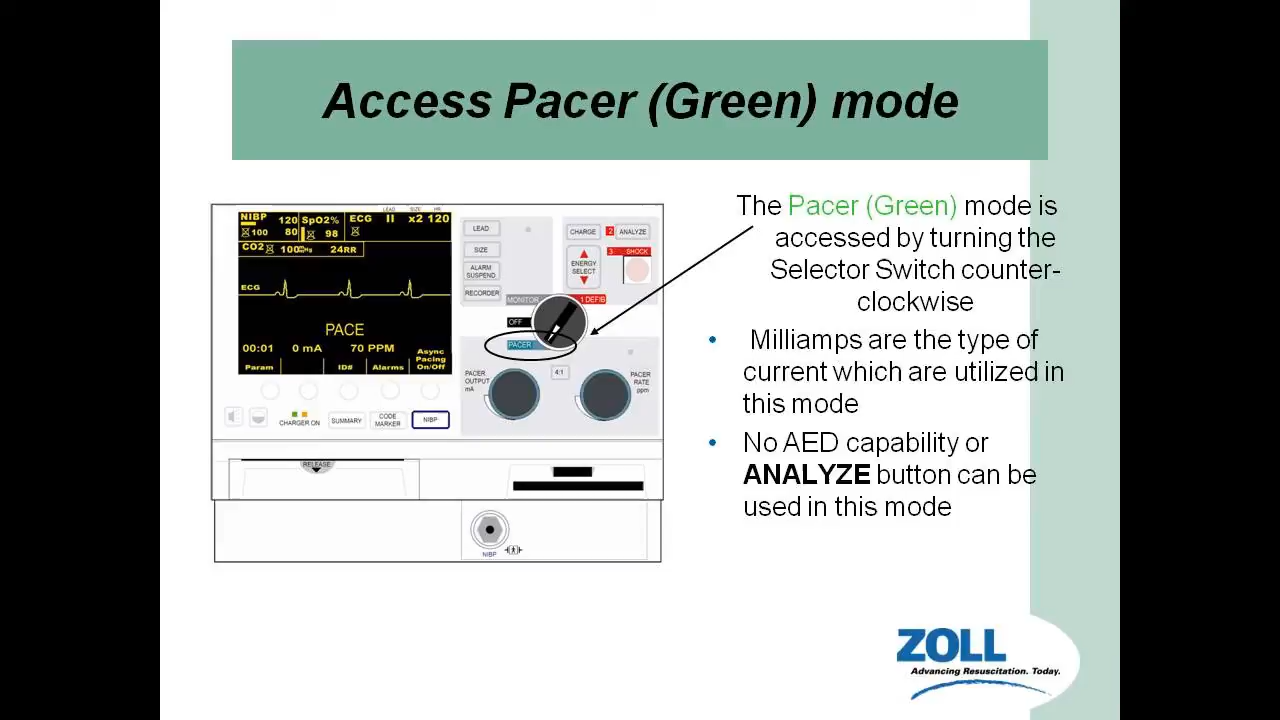 Access Pacer (Green) mode
The Pacer (Green) mode is
accessed by turning the
Selector Switch counter-
clockwise
• Milliamps are the type of
current which are utilized in
this mode
• No AED capability or
ANALYZE button can be
used in this mode
LEAD SIZE HR
NIBP 120 SpO2% ECG II x2 120
100 80 98
CO2 100 mmHg 24RR
ECG
PACE
00:01 0 mA 70 PPM
Param ID# Alarms Async
Pacing
On/Off
LEAD
SIZE
ALARM
SUSPEND
RECORDER
CHARGE 2 ANALYZE
3 SHOCK
ENERGY
SELECT
MONITOR 1 DEFIB
OFF
PACER
PACER
OUTPUT
mA
4:1
PACER
RATE
ppm
CHARGER ON
SUMMARY
CODE
MARKER
NIBP
RELEASE
NIBP
ZOLL
Advancing Resuscitation. Today.